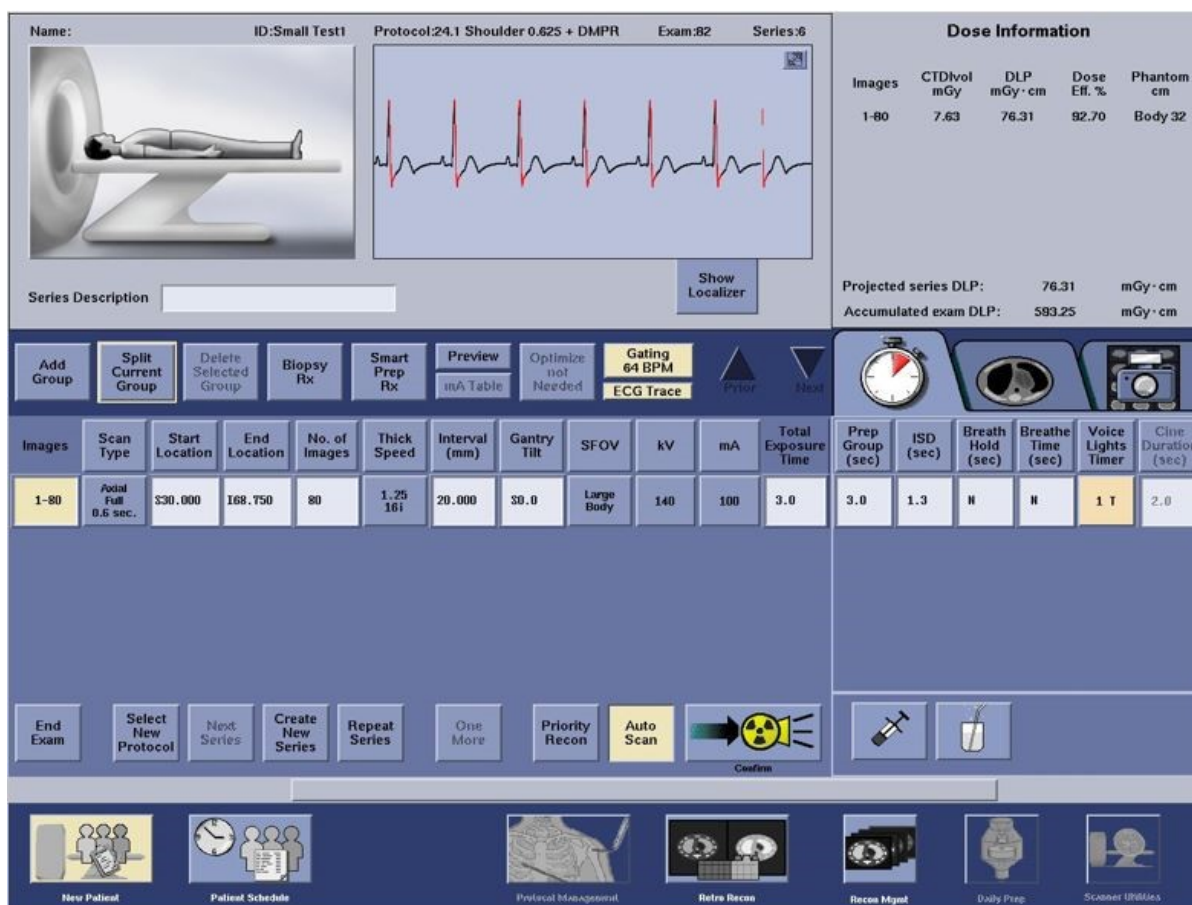 Name: ID:Small Test1 Protocol:24.1 Shoulder 0.625 + DMPR Exam:82 Series:6
Dose Information
Images CTDIvol mGy DLP mGy·cm Dose Eff. % Phantom cm
1-80 7.63 76.31 92.70 Body 32
Show Localizer
Series Description
Projected series DLP: 76.31 mGy·cm
Accumulated exam DLP: 593.25 mGy·cm
Add Group
Split Current Group
Delete Selected Group
Biopsy Rx
Smart Prep Rx
Preview
mA Table
Optimize not Needed
Gating 64 BPM
ECG Trace
Prior
Next
Images Scan Type Start Location End Location No. of Images Thick Speed Interval (mm) Gantry Tilt SFOV kV mA Total Exposure Time Prep Group (sec) ISD (sec) Breath Hold (sec) Breathe Time (sec) Voice Lights Timer Cine Duration (sec)
1-80 Axial Full 0.6 sec. S30.000 I68.750 80 1.25 16i 20.000 S0.0 Large Body 140 100 3.0 3.0 1.3 N N 1 T 2.0
End Exam
Select New Protocol
Next Series
Create New Series
Repeat Series
One More
Priority Recon
Auto Scan
Confirm
New Patient
Patient Schedule
Protocol Management
Retro Recon
Recon Mgmt
Daily Prep
Scanner Utilities